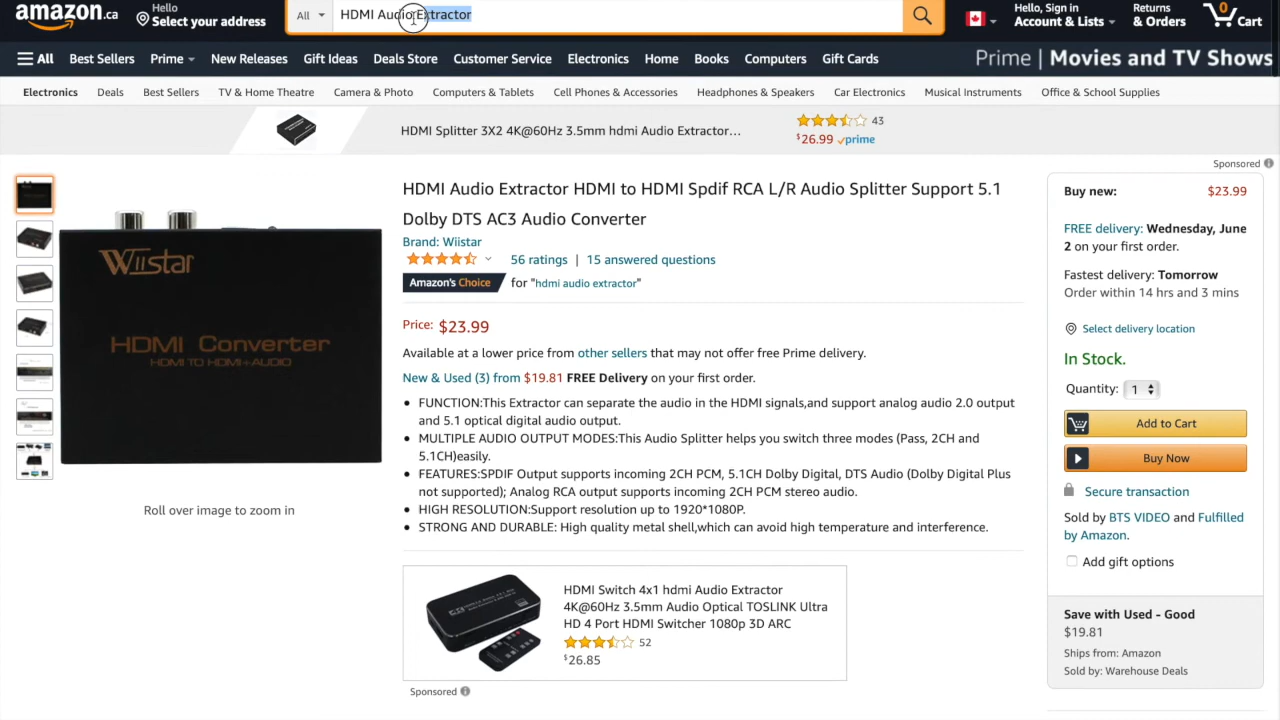 amazon.ca
Hello
Select your address
All
HDMI Audio Extractor
Hello, Sign in
Account & Lists
Returns
& Orders
0
Cart
All
Best Sellers
Prime
New Releases
Gift Ideas
Deals Store
Customer Service
Electronics
Home
Books
Computers
Gift Cards
Prime | Movies and TV Shows
Electronics
Deals
Best Sellers
TV & Home Theatre
Camera & Photo
Computers & Tablets
Cell Phones & Accessories
Headphones & Speakers
Car Electronics
Musical Instruments
Office & School Supplies
HDMI Splitter 3X2 4K@60Hz 3.5mm hdmi Audio Extractor…
43
$26.99 prime
Sponsored
Wiistar
HDMI Converter
HDMI TO HDMI+AUDIO
Roll over image to zoom in
HDMI Audio Extractor HDMI to HDMI Spdif RCA L/R Audio Splitter Support 5.1
Dolby DTS AC3 Audio Converter
Brand: Wiistar
56 ratings | 15 answered questions
Amazon's Choice for "hdmi audio extractor"
Price: $23.99
Available at a lower price from other sellers that may not offer free Prime delivery.
New & Used (3) from $19.81 FREE Delivery on your first order.
• FUNCTION:This Extractor can separate the audio in the HDMI signals,and support analog audio 2.0 output
and 5.1 optical digital audio output.
• MULTIPLE AUDIO OUTPUT MODES:This Audio Splitter helps you switch three modes (Pass, 2CH and
5.1CH)easily.
• FEATURES:SPDIF Output supports incoming 2CH PCM, 5.1CH Dolby Digital, DTS Audio (Dolby Digital Plus
not supported); Analog RCA output supports incoming 2CH PCM stereo audio.
• HIGH RESOLUTION:Support resolution up to 1920*1080P.
• STRONG AND DURABLE: High quality metal shell,which can avoid high temperature and interference.
HDMI Switch 4x1 hdmi Audio Extractor
4K@60Hz 3.5mm Audio Optical TOSLINK Ultra
HD 4 Port HDMI Switcher 1080p 3D ARC
52
$26.85
Sponsored
Buy new: $23.99
FREE delivery: Wednesday, June
2 on your first order.
Fastest delivery: Tomorrow
Order within 14 hrs and 3 mins
Select delivery location
In Stock.
Quantity: 1
Add to Cart
Buy Now
Secure transaction
Sold by BTS VIDEO and Fulfilled
by Amazon.
Add gift options
Save with Used - Good
$19.81
Ships from: Amazon
Sold by: Warehouse Deals